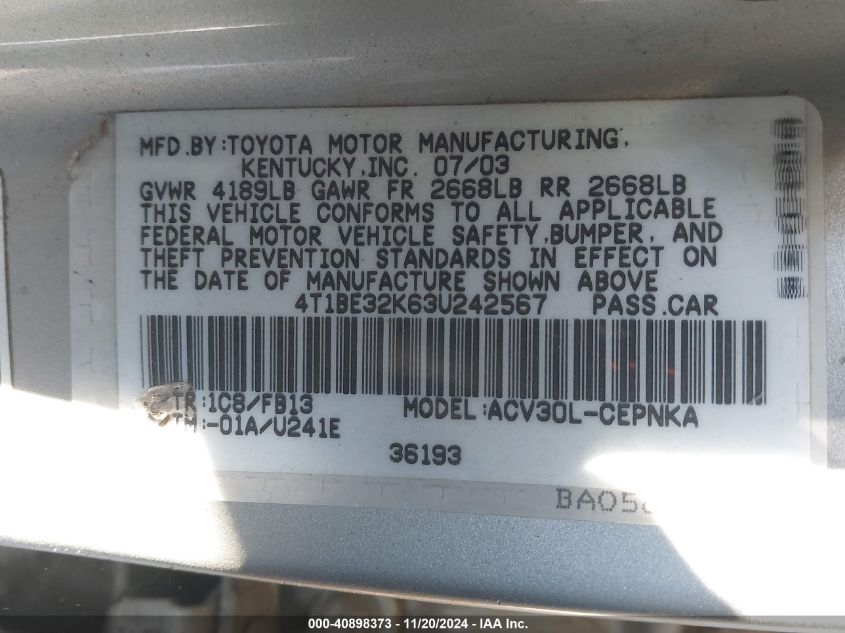 MFD.BY:TOYOTA MOTOR MANUFACTURING,
KENTUCKY,INC. 07/03
GVWR 4189LB GAWR FR 2668LB RR 2668LB
THIS VEHICLE CONFORMS TO ALL APPLICABLE
FEDERAL MOTOR VEHICLE SAFETY,BUMPER, AND
THEFT PREVENTION STANDARDS IN EFFECT ON
THE DATE OF MANUFACTURE SHOWN ABOVE
4T1BE32K63U242567 PASS.CAR
TR:1C8/FB13 MODEL:ACV30L-CEPNKA
TM:-01A/U241E
36193
BA05
000-40898373 - 11/20/2024 - IAA Inc.